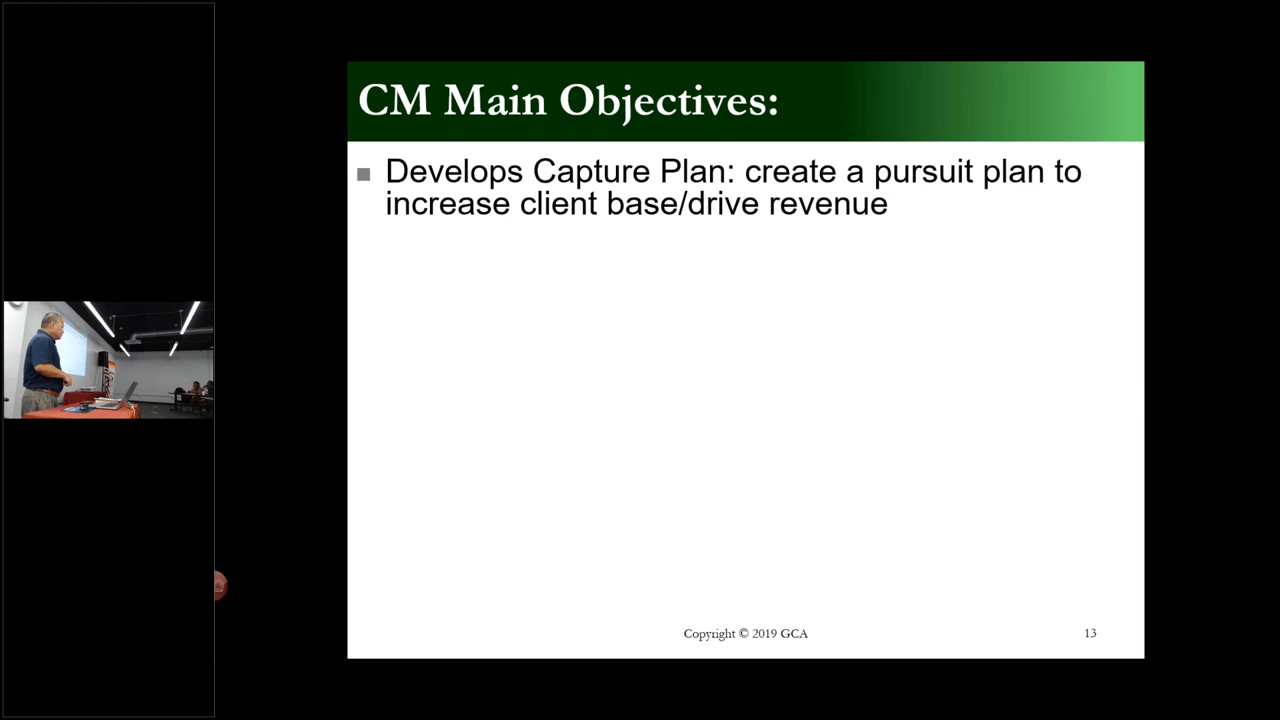 CM Main Objectives:
Develops Capture Plan: create a pursuit plan to
increase client base/drive revenue
Copyright © 2019 GCA
13